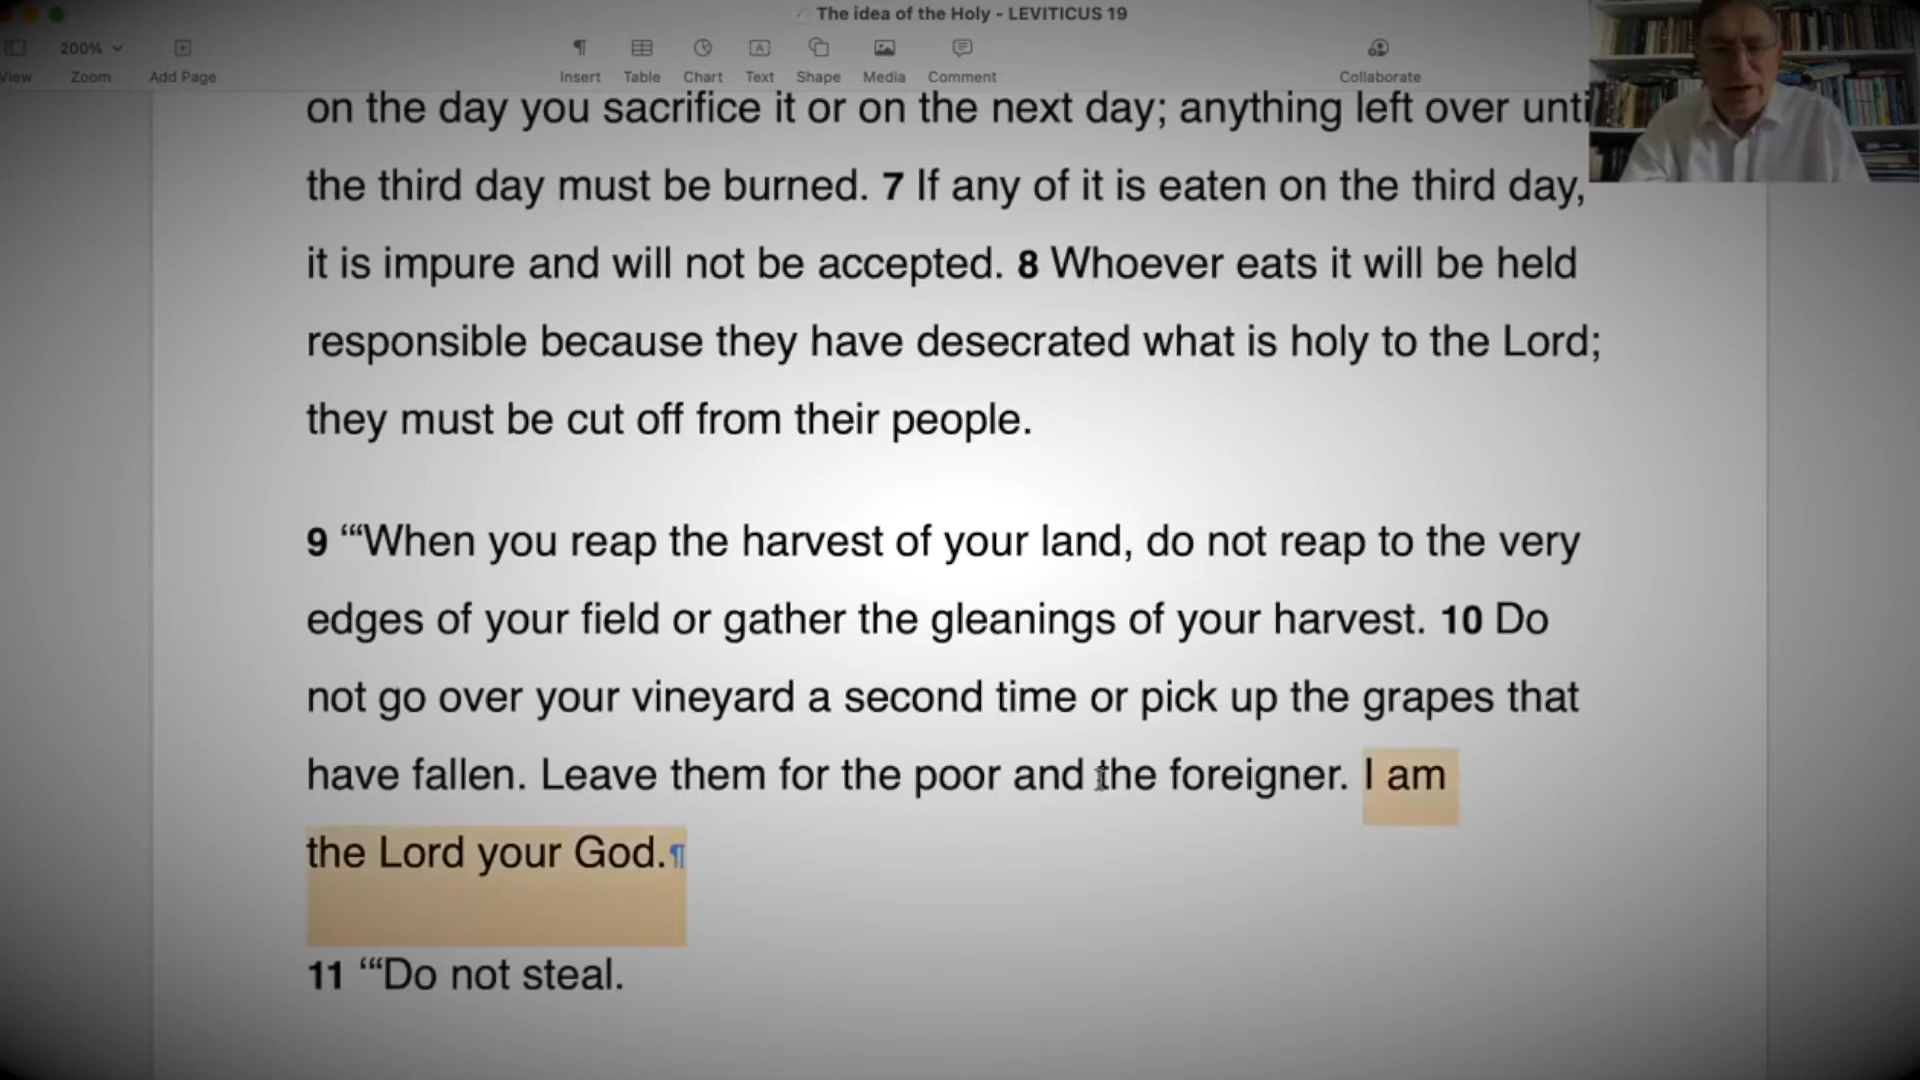 The idea of the Holy - LEVITICUS 19
200%
View Zoom Add Page Insert Table Chart Text Shape Media Comment Collaborate
on the day you sacrifice it or on the next day; anything left over unti
the third day must be burned. 7 If any of it is eaten on the third day,
it is impure and will not be accepted. 8 Whoever eats it will be held
responsible because they have desecrated what is holy to the Lord;
they must be cut off from their people.
9 “‘When you reap the harvest of your land, do not reap to the very
edges of your field or gather the gleanings of your harvest. 10 Do
not go over your vineyard a second time or pick up the grapes that
have fallen. Leave them for the poor and the foreigner. I am
the Lord your God.¶
11 “‘Do not steal.